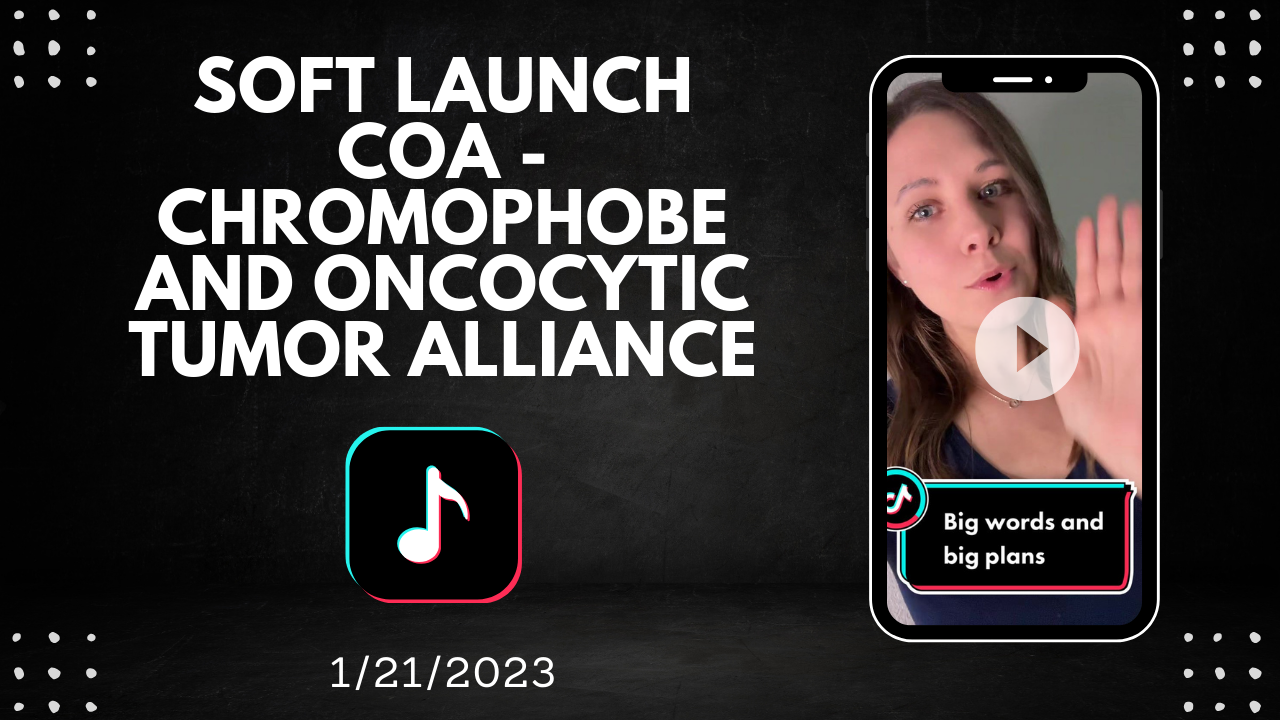 SOFT LAUNCH
COA -
CHROMOPHOBE
AND ONCOCYTIC
TUMOR ALLIANCE
1/21/2023
Big words and
big plans